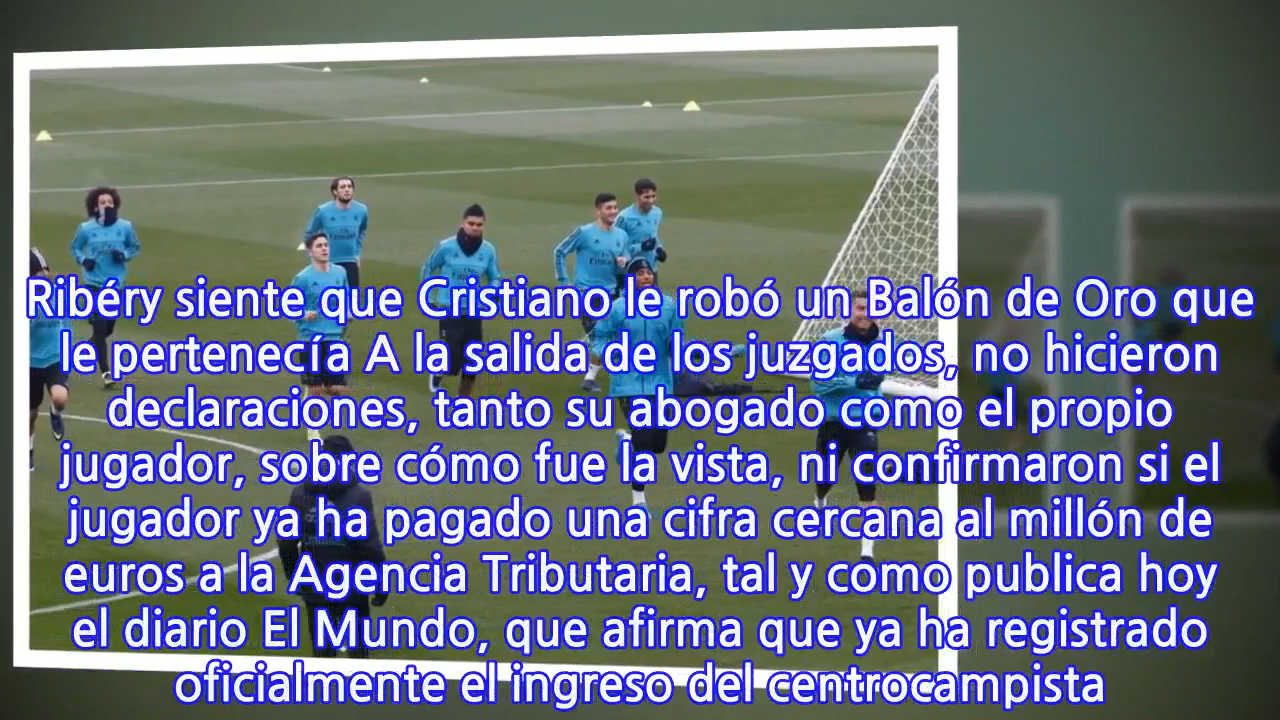 Ribéry siente que Cristiano le robó un Balón de Oro que
le pertenecía A la salida de los juzgados, no hicieron
declaraciones, tanto su abogado como el propio
jugador, sobre cómo fue la vista, ni confirmaron si el
jugador ya ha pagado una cifra cercana al millón de
euros a la Agencia Tributaria, tal y como publica hoy
el diario El Mundo, que afirma que ya ha registrado
oficialmente el ingreso del centrocampista